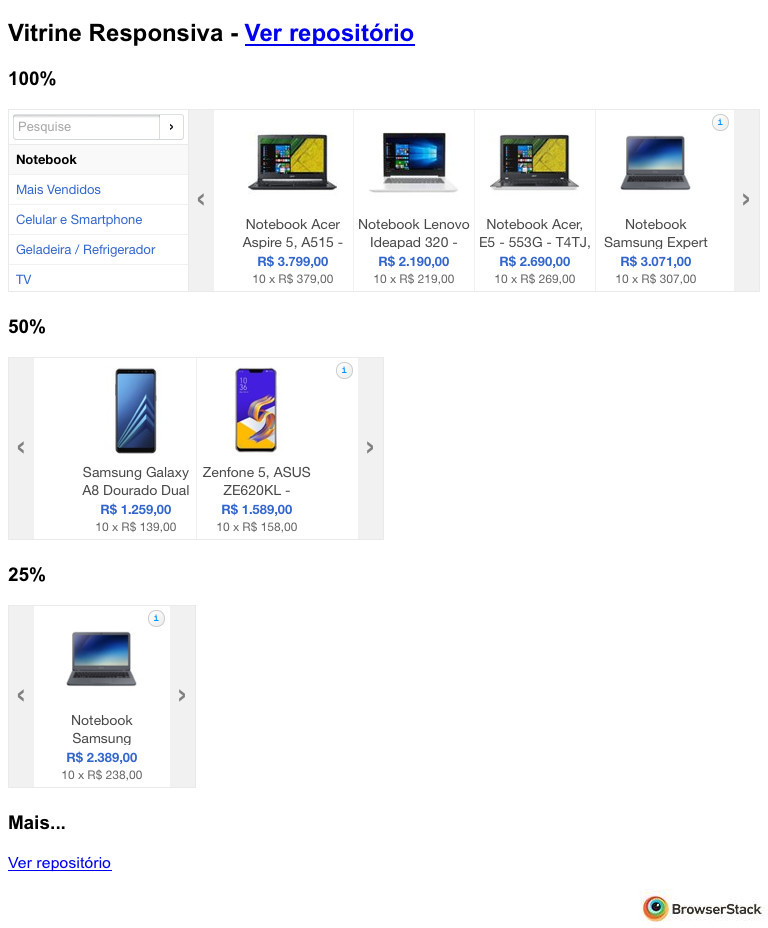 Vitrine Responsiva - Ver repositório
100%
Pesquise ›
Notebook
Mais Vendidos
Celular e Smartphone
Geladeira / Refrigerador
TV
‹
Notebook Acer
Aspire 5, A515 -
R$ 3.799,00
10 x R$ 379,00
Notebook Lenovo
Ideapad 320 -
R$ 2.190,00
10 x R$ 219,00
Notebook Acer,
E5 - 553G - T4TJ,
R$ 2.690,00
10 x R$ 269,00
i
Notebook
Samsung Expert
R$ 3.071,00
10 x R$ 307,00
›
50%
‹
Samsung Galaxy
A8 Dourado Dual
R$ 1.259,00
10 x R$ 139,00
10
36
Zenfone 5, ASUS
ZE620KL -
R$ 1.589,00
10 x R$ 158,00
i
›
25%
‹
i
Notebook
Samsung
R$ 2.389,00
10 x R$ 238,00
›
Mais...
Ver repositório
BrowserStack